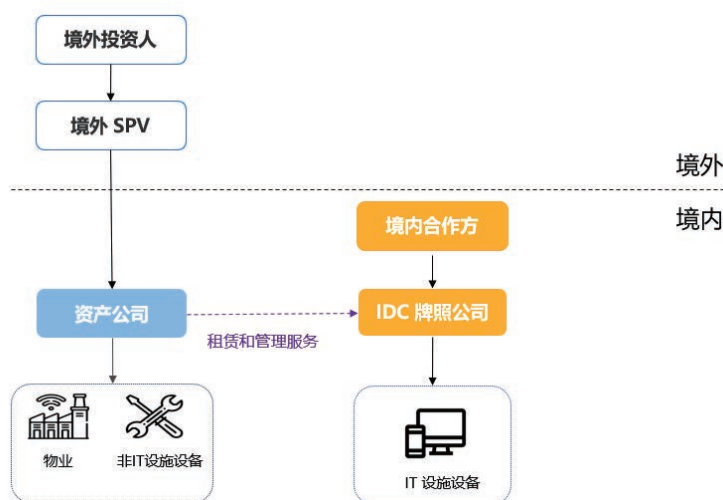 境外投资人
境外 SPV
境外
境内
境内合作方
资产公司
IDC 牌照公司
租赁和管理服务
物业
非IT设施设备
IT 设施设备